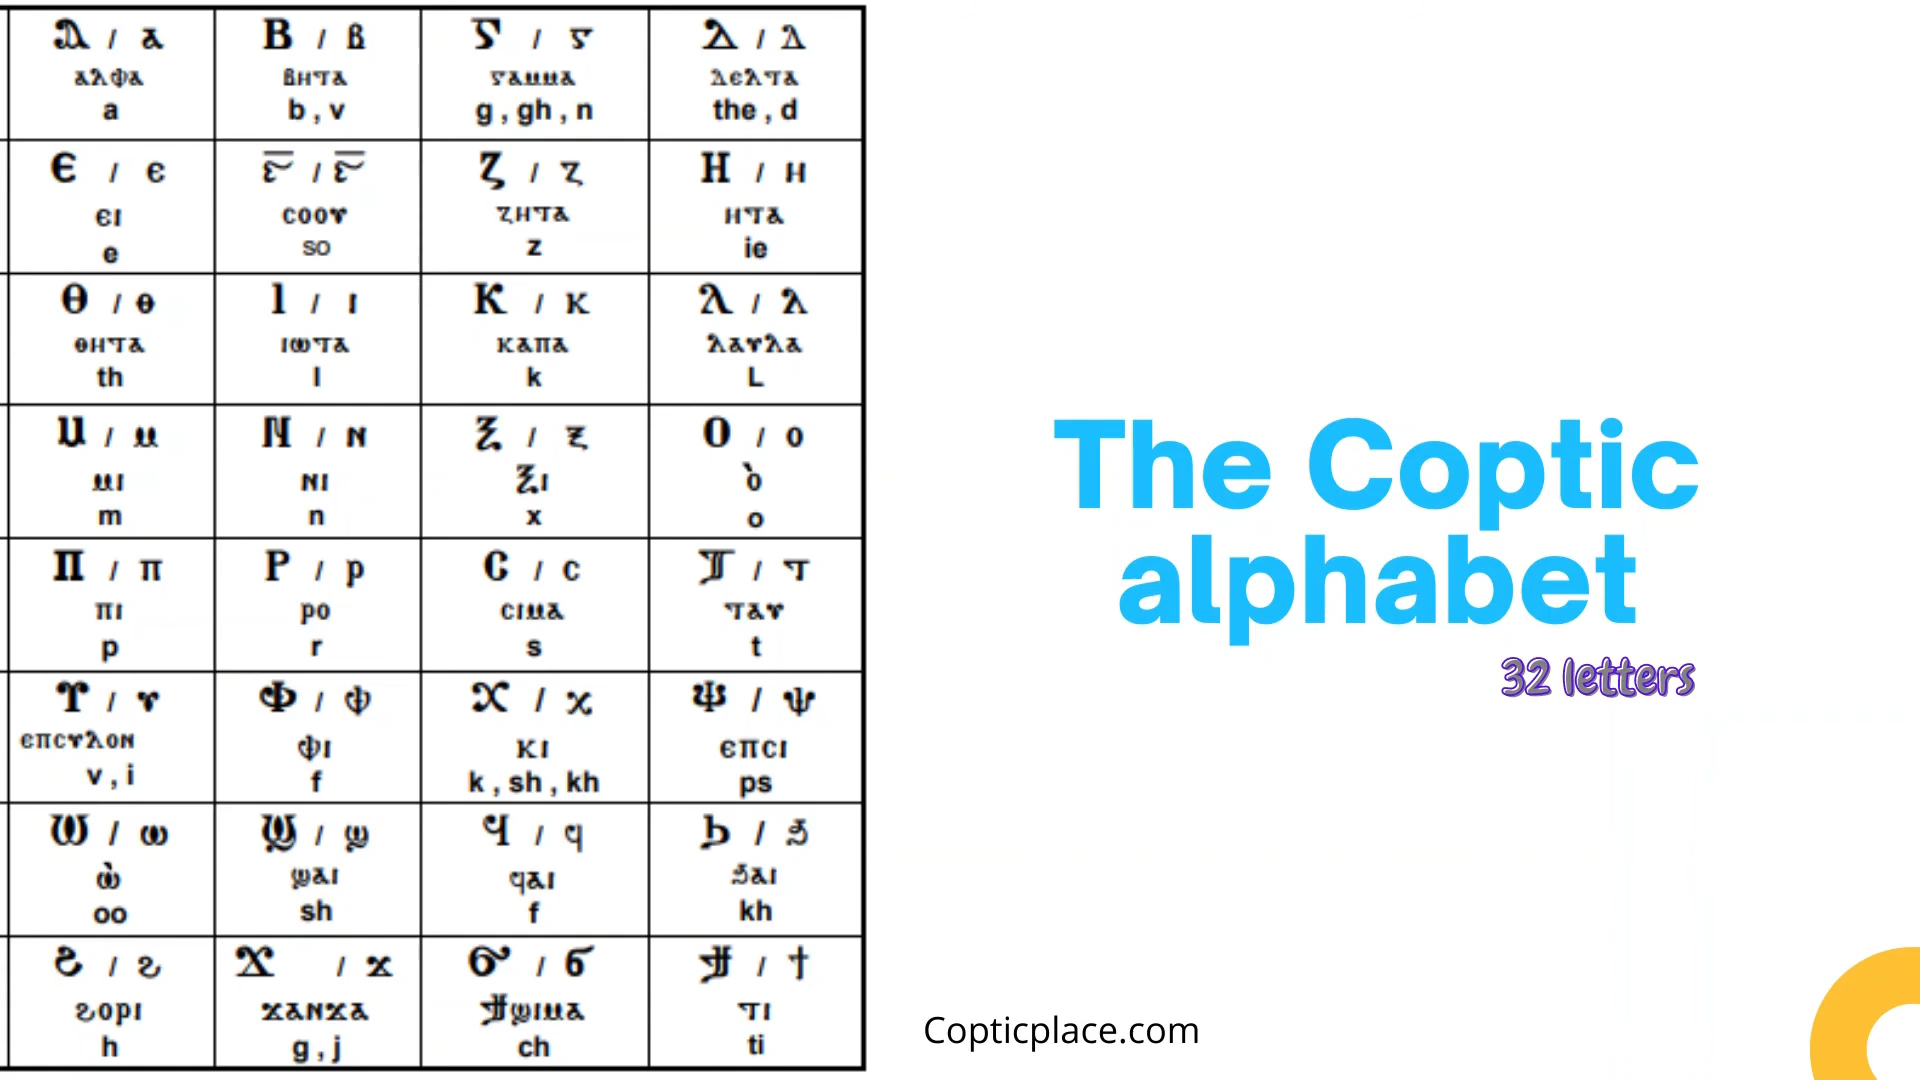 Ⲁ / ⲁ
ⲁⲗⲫⲁ
a
Ⲃ / ⲃ
ⲃⲏⲧⲁ
b , v
Ⲅ / ⲅ
ⲅⲁⲙⲙⲁ
g , gh , n
Ⲇ / ⲇ
ⲇⲉⲗⲧⲁ
the , d
Ⲉ / ⲉ
ⲉⲓ
e
Ⲋ̅ / ⲋ̅
ⲥⲟⲟⲩ
so
Ⲍ / ⲍ
ⲍⲏⲧⲁ
z
Ⲏ / ⲏ
ⲏⲧⲁ
ie
Ⲑ / ⲑ
ⲑⲏⲧⲁ
th
Ⲓ / ⲓ
ⲓⲱⲧⲁ
I
Ⲕ / ⲕ
ⲕⲁⲡⲁ
k
Ⲗ / ⲗ
ⲗⲁⲩⲗⲁ
L
Ⲙ / ⲙ
ⲙⲓ
m
Ⲛ / ⲛ
ⲛⲓ
n
Ⲝ / ⲝ
Ⲝⲓ
x
Ⲟ / ⲟ
ⲟ̀
o
Ⲡ / ⲡ
ⲡⲓ
p
Ⲣ / ⲣ
ⲣⲟ
r
Ⲥ / ⲥ
ⲥⲓⲙⲁ
s
Ⲧ / ⲧ
ⲧⲁⲩ
t
Ⲩ / ⲩ
ⲉⲡⲥⲩⲗⲟⲛ
v , i
Ⲫ / ⲫ
ⲫⲓ
f
Ⲭ / ⲭ
ⲕⲓ
k , sh , kh
Ⲯ / ⲯ
ⲉⲡⲥⲓ
ps
Ⲱ / ⲱ
ⲱ̀
oo
Ϣ / ϣ
ϣⲁⲓ
sh
Ϥ / ϥ
ϥⲁⲓ
f
Ϧ / ϧ
ϧⲁⲓ
kh
Ϩ / ϩ
ϩⲟⲣⲓ
h
Ϫ / ϫ
ϫⲁⲛϫⲁ
g , j
Ϭ / ϭ
Ϯϣⲓⲙⲁ
ch
Ϯ / ϯ
ⲧⲓ
ti
The Coptic
alphabet
32 letters
Copticplace.com